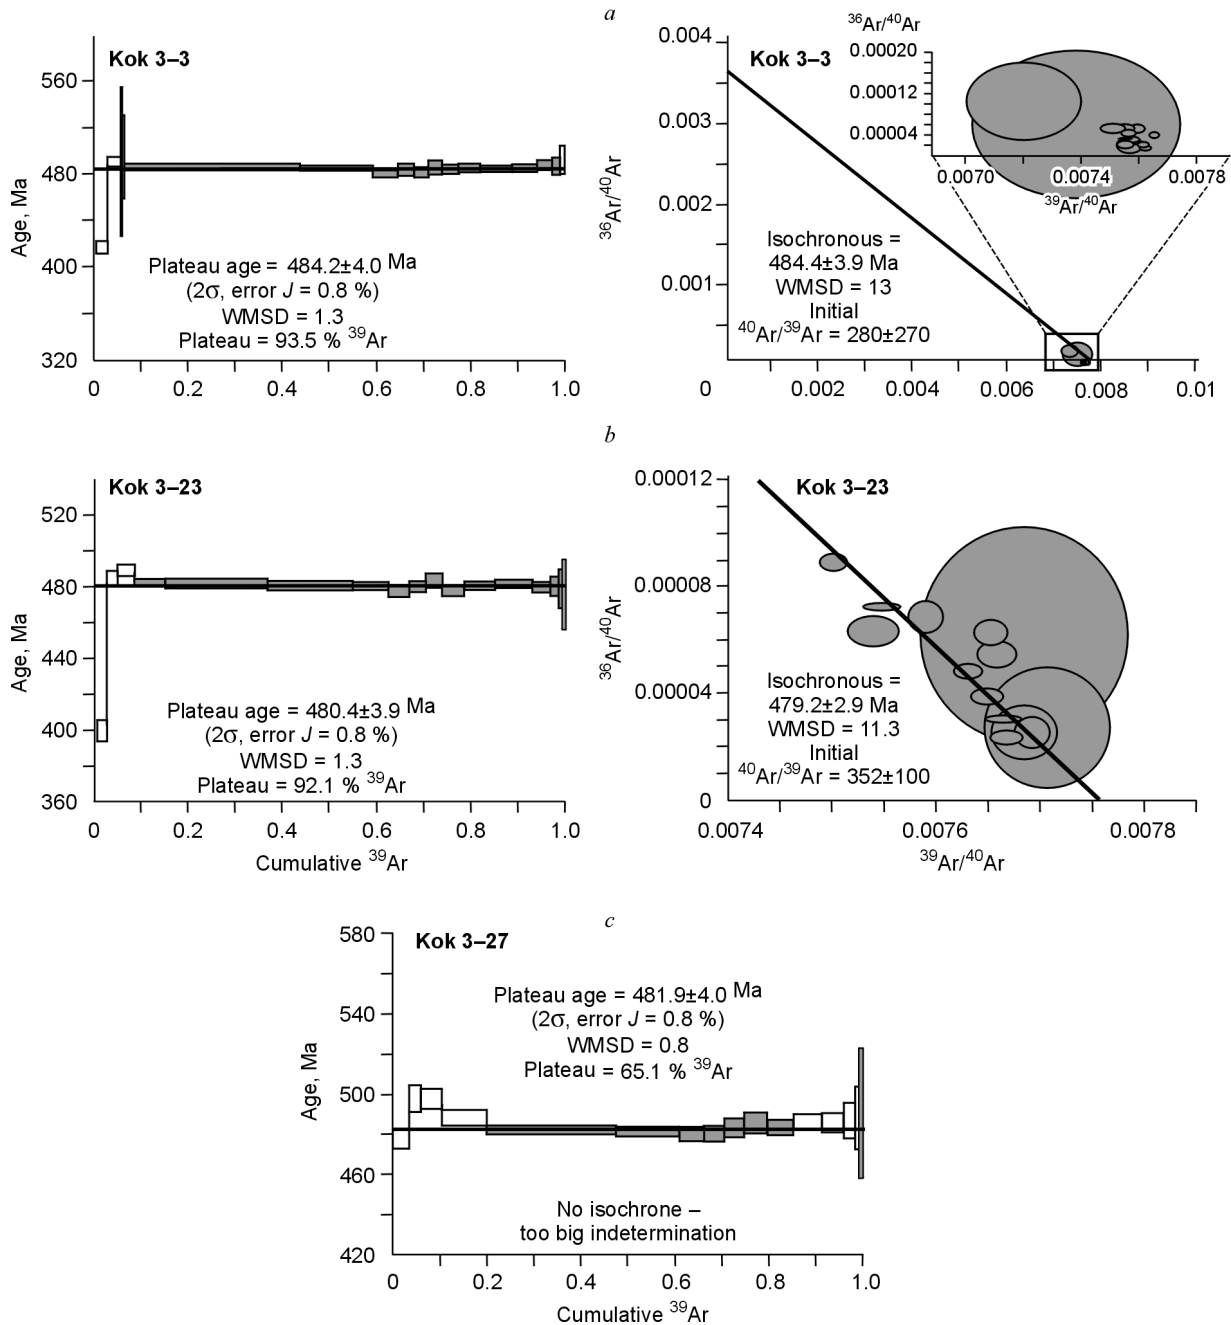 a
Kok 3–3
560
480
400
320
Age, Ma
Plateau age = 484.2±4.0 Ma
(2σ, error J = 0.8 %)
WMSD = 1.3
Plateau = 93.5 % ³⁹Ar
0 0.2 0.4 0.6 0.8 1.0
Kok 3–3
0.004
0.003
0.002
0.001
0 0.002 0.004 0.006 0.008 0.01
³⁶Ar/⁴⁰Ar
Isochronous =
484.4±3.9 Ma
WMSD = 13
Initial
⁴⁰Ar/³⁹Ar = 280±270
³⁶Ar/⁴⁰Ar
0.00020
0.00012
0.00004
0.0070 0.0074 0.0078
³⁹Ar/⁴⁰Ar
b
Kok 3–23
520
480
440
400
360
Age, Ma
Plateau age = 480.4±3.9 Ma
(2σ, error J = 0.8 %)
WMSD = 1.3
Plateau = 92.1 % ³⁹Ar
0 0.2 0.4 0.6 0.8 1.0
Cumulative ³⁹Ar
Kok 3–23
0.00012
0.00008
0.00004
0
³⁶Ar/⁴⁰Ar
Isochronous =
479.2±2.9 Ma
WMSD = 11.3
Initial
⁴⁰Ar/³⁹Ar = 352±100
0.0074 0.0076 0.0078
³⁹Ar/⁴⁰Ar
c
Kok 3–27
580
540
500
460
420
Age, Ma
Plateau age = 481.9±4.0 Ma
(2σ, error J = 0.8 %)
WMSD = 0.8
Plateau = 65.1 % ³⁹Ar
No isochrone –
too big indetermination
0 0.2 0.4 0.6 0.8 1.0
Cumulative ³⁹Ar